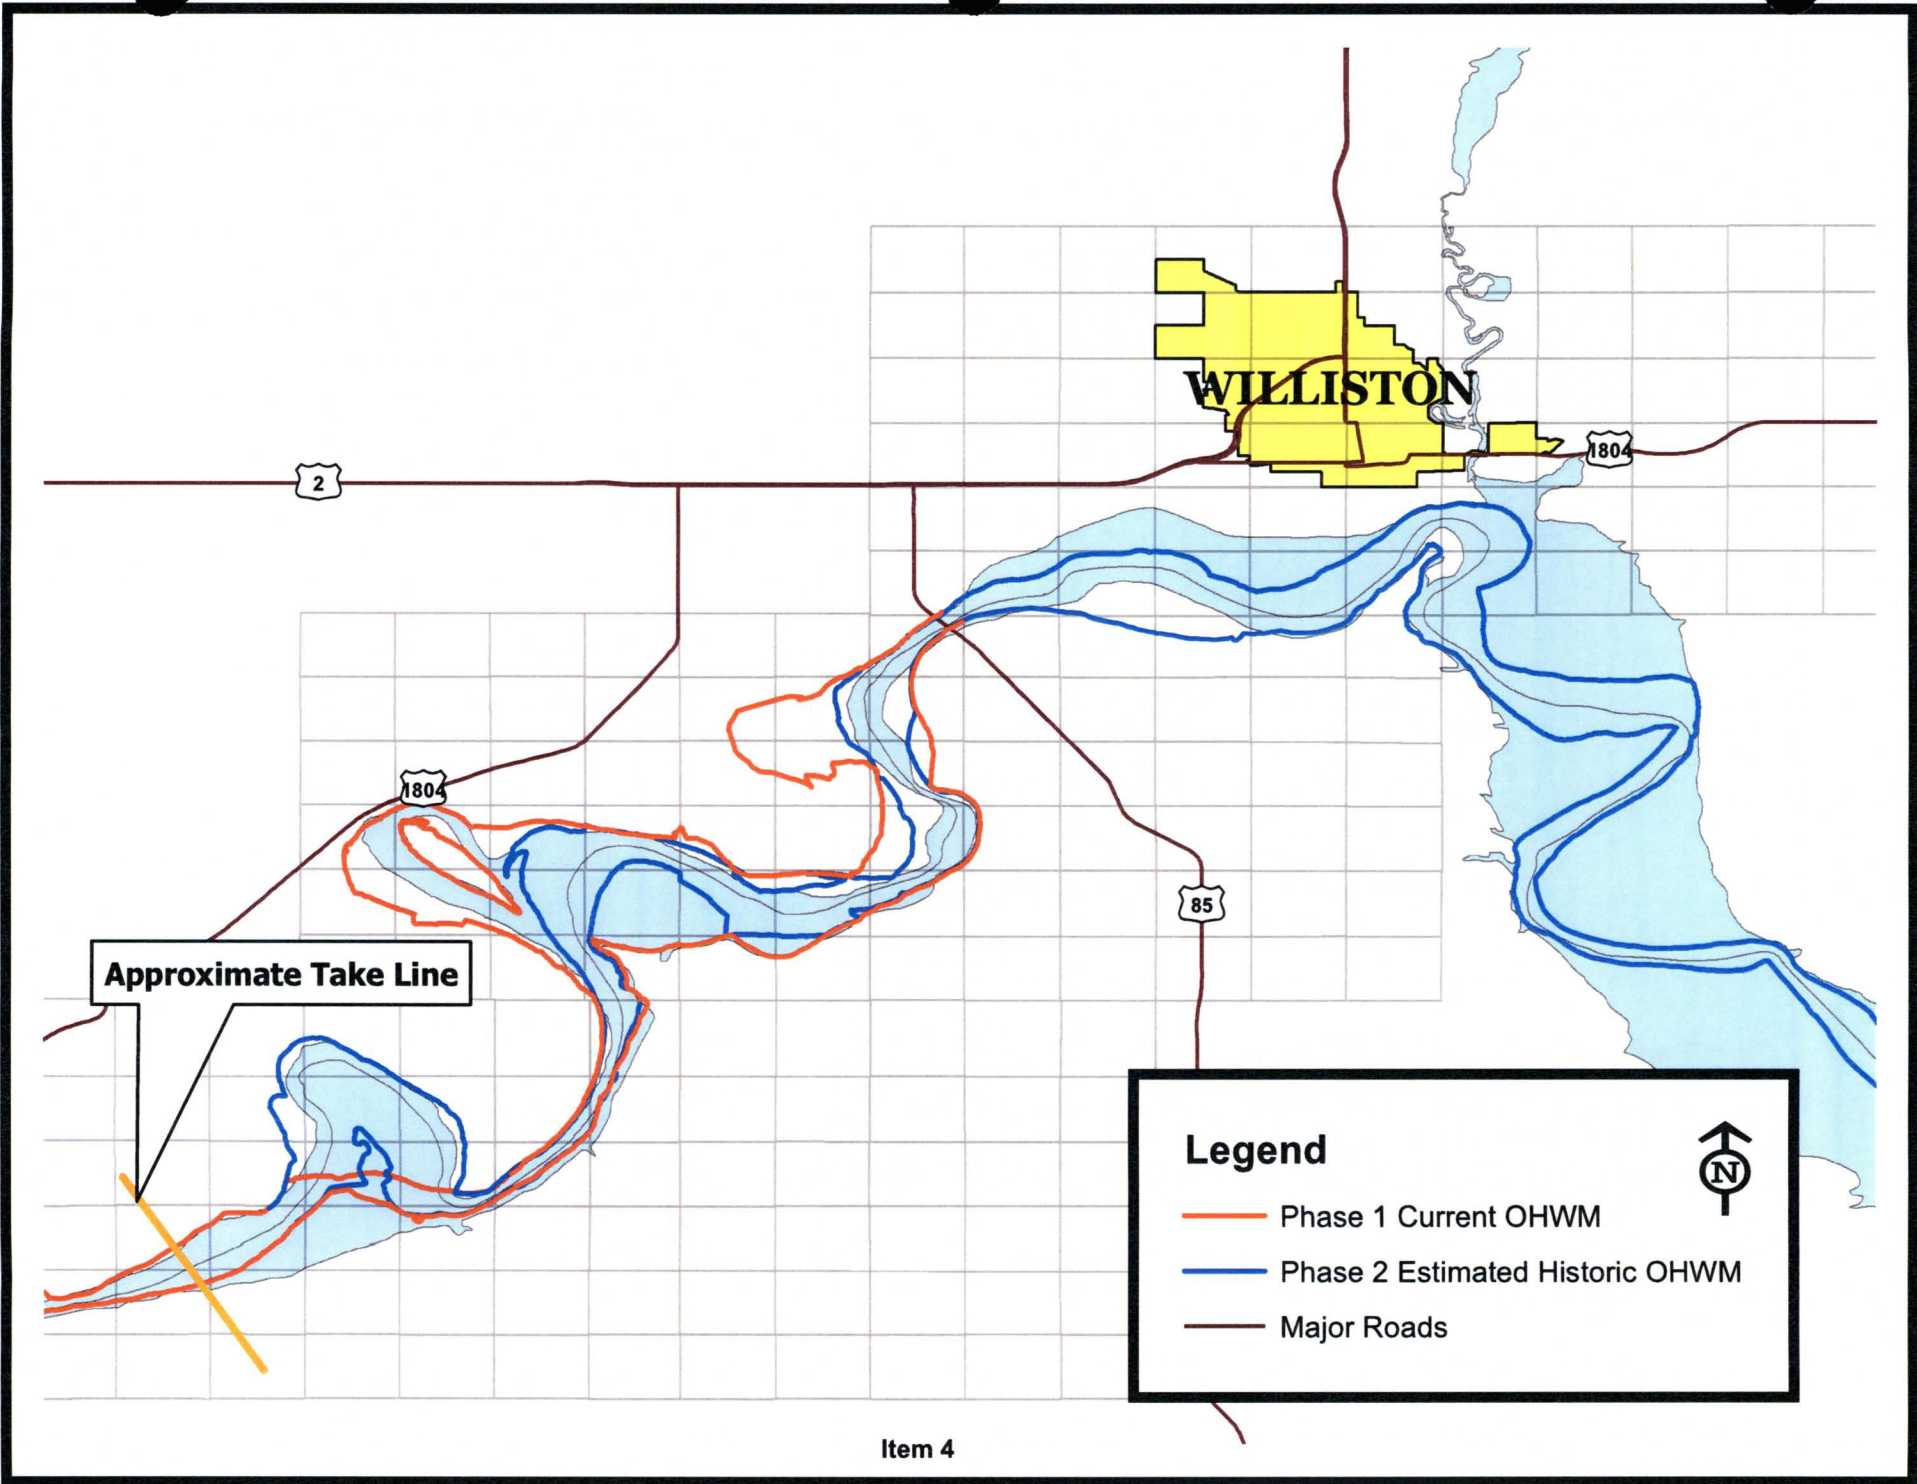 WILLISTON
1804
2
1804
85
Approximate Take Line
Legend
N
Phase 1 Current OHWM
Phase 2 Estimated Historic OHWM
Major Roads
Item 4